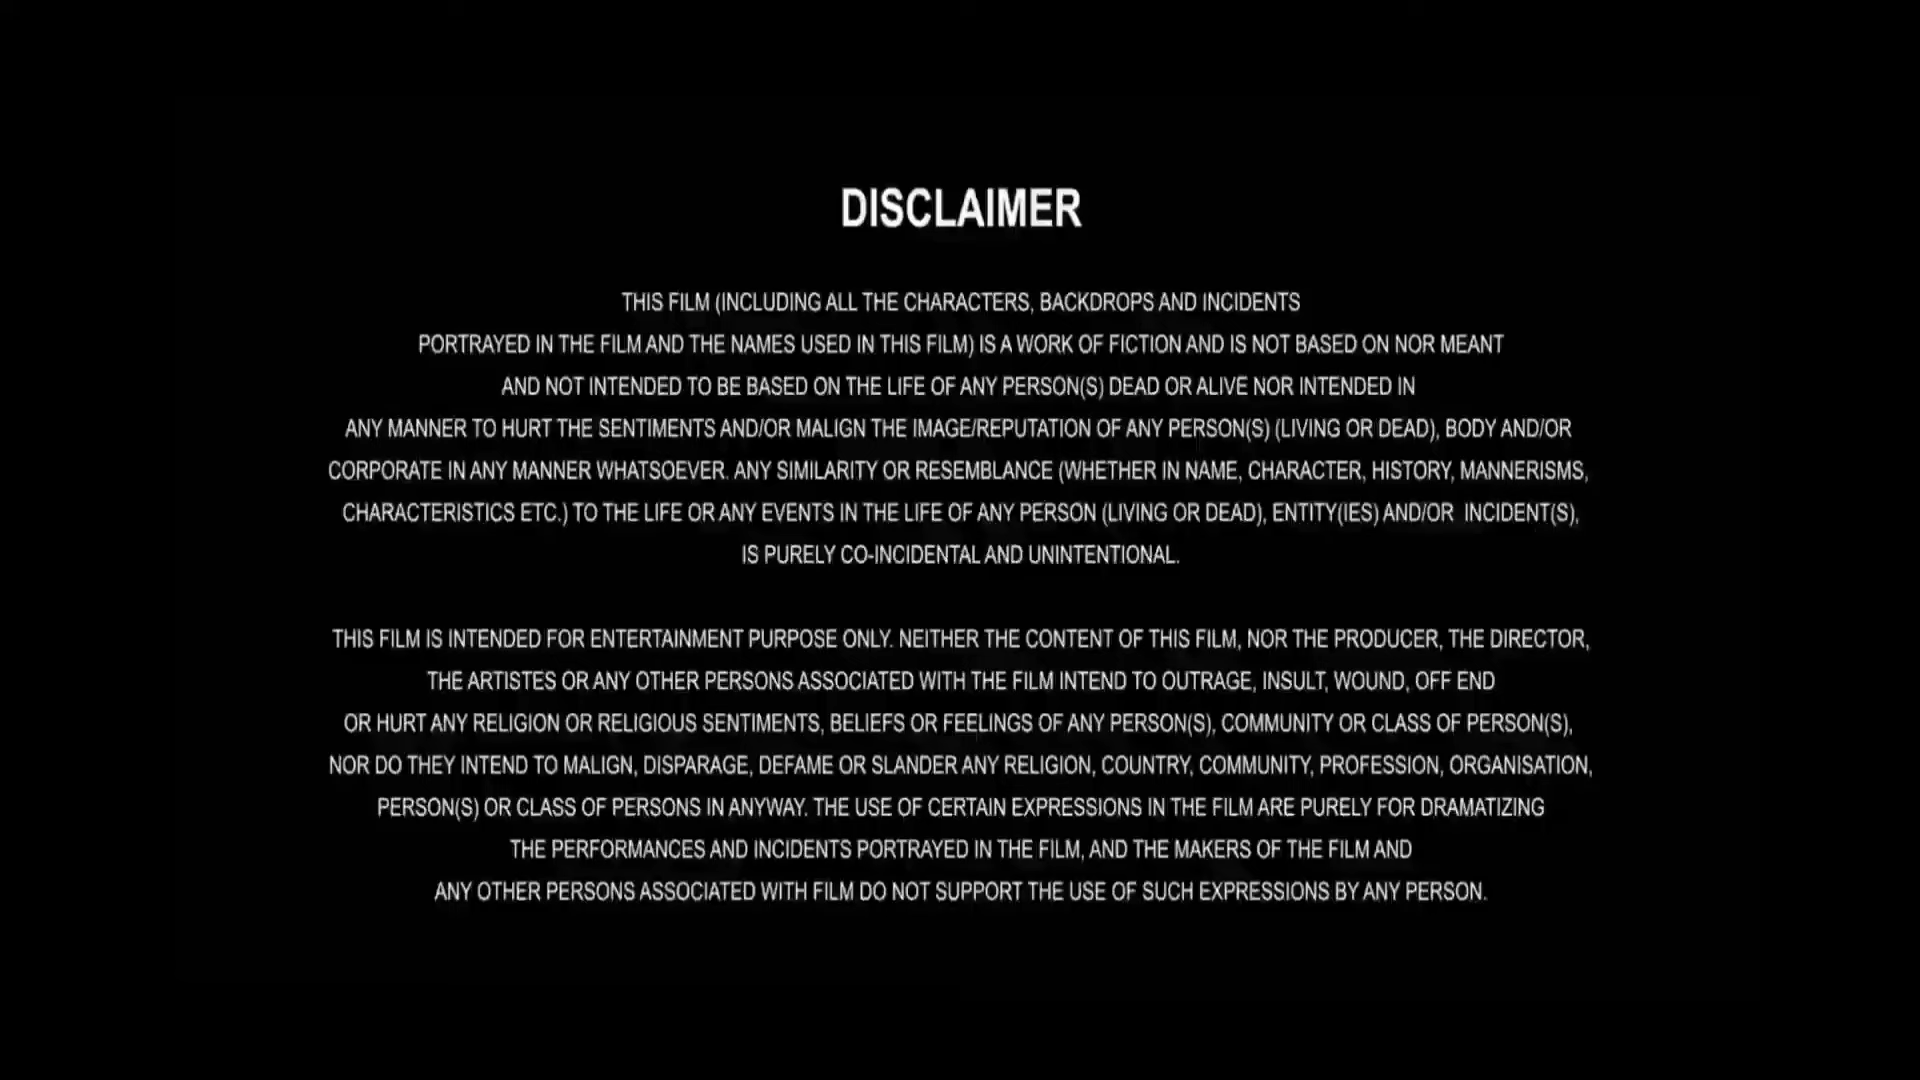 DISCLAIMER
THIS FILM (INCLUDING ALL THE CHARACTERS, BACKDROPS AND INCIDENTS
PORTRAYED IN THE FILM AND THE NAMES USED IN THIS FILM) IS A WORK OF FICTION AND IS NOT BASED ON NOR MEANT
AND NOT INTENDED TO BE BASED ON THE LIFE OF ANY PERSON(S) DEAD OR ALIVE NOR INTENDED IN
ANY MANNER TO HURT THE SENTIMENTS AND/OR MALIGN THE IMAGE/REPUTATION OF ANY PERSON(S) (LIVING OR DEAD), BODY AND/OR
CORPORATE IN ANY MANNER WHATSOEVER. ANY SIMILARITY OR RESEMBLANCE (WHETHER IN NAME, CHARACTER, HISTORY, MANNERISMS,
CHARACTERISTICS ETC.) TO THE LIFE OR ANY EVENTS IN THE LIFE OF ANY PERSON (LIVING OR DEAD), ENTITY(IES) AND/OR INCIDENT(S),
IS PURELY CO-INCIDENTAL AND UNINTENTIONAL.
THIS FILM IS INTENDED FOR ENTERTAINMENT PURPOSE ONLY. NEITHER THE CONTENT OF THIS FILM, NOR THE PRODUCER, THE DIRECTOR,
THE ARTISTES OR ANY OTHER PERSONS ASSOCIATED WITH THE FILM INTEND TO OUTRAGE, INSULT, WOUND, OFF END
OR HURT ANY RELIGION OR RELIGIOUS SENTIMENTS, BELIEFS OR FEELINGS OF ANY PERSON(S), COMMUNITY OR CLASS OF PERSON(S),
NOR DO THEY INTEND TO MALIGN, DISPARAGE, DEFAME OR SLANDER ANY RELIGION, COUNTRY, COMMUNITY, PROFESSION, ORGANISATION,
PERSON(S) OR CLASS OF PERSONS IN ANYWAY. THE USE OF CERTAIN EXPRESSIONS IN THE FILM ARE PURELY FOR DRAMATIZING
THE PERFORMANCES AND INCIDENTS PORTRAYED IN THE FILM, AND THE MAKERS OF THE FILM AND
ANY OTHER PERSONS ASSOCIATED WITH FILM DO NOT SUPPORT THE USE OF SUCH EXPRESSIONS BY ANY PERSON.